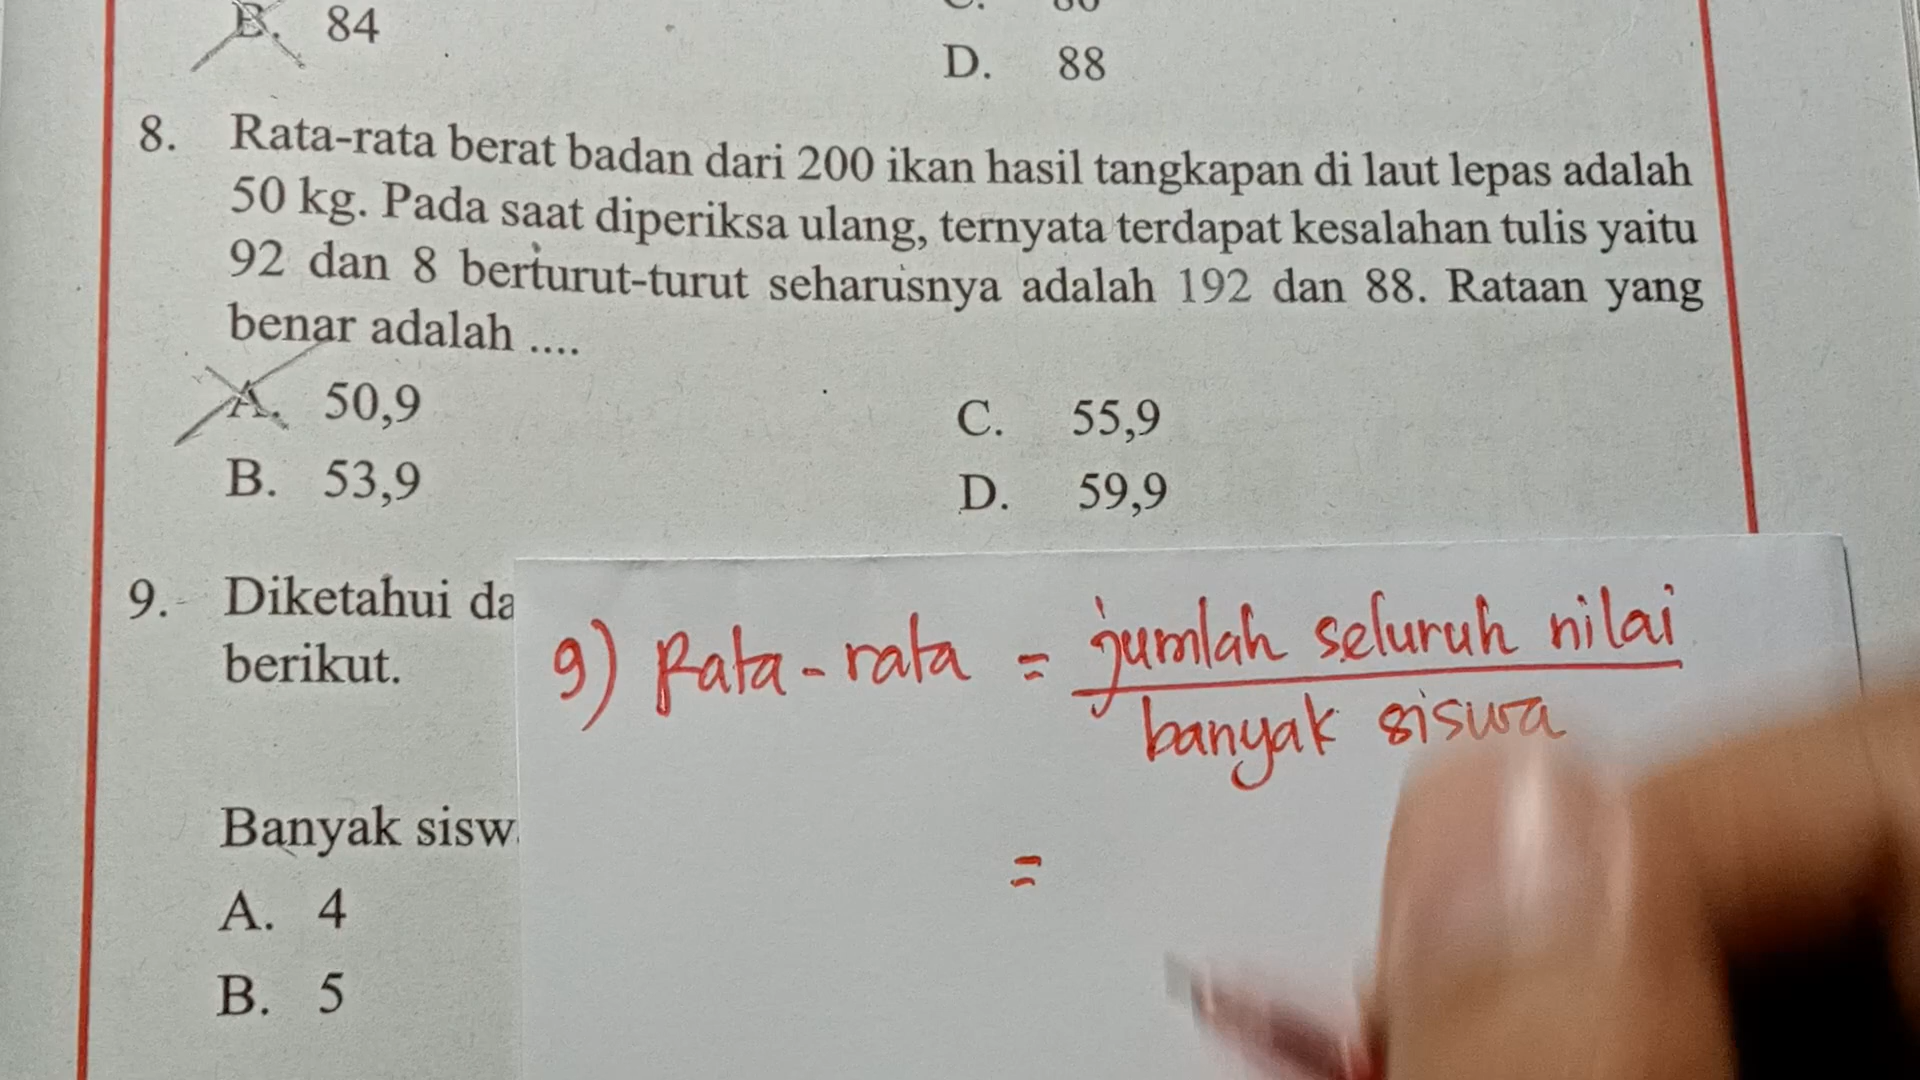 B. 84
D. 88
8. Rata-rata berat badan dari 200 ikan hasil tangkapan di laut lepas adalah
50 kg. Pada saat diperiksa ulang, ternyata terdapat kesalahan tulis yaitu
92 dan 8 berturut-turut seharusnya adalah 192 dan 88. Rataan yang
benar adalah ....
A. 50,9
C. 55,9
B. 53,9
D. 59,9
9. Diketahui da
berikut.
9) Rata-rata = jumlah seluruh nilai
banyak siswa
=
Banyak sisw
A. 4
B. 5